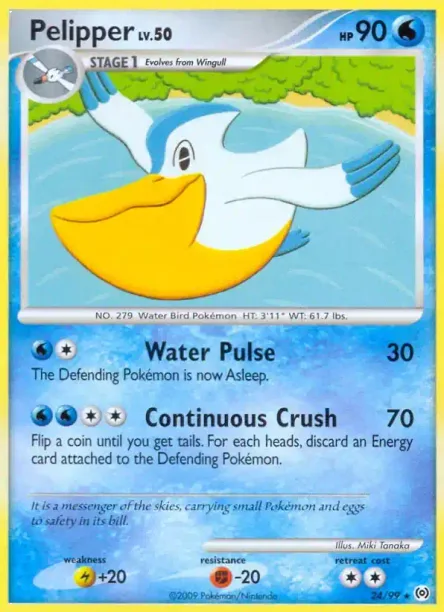 Pelipper LV.50 HP 90
STAGE 1 Evolves from Wingull
NO. 279 Water Bird Pokémon HT: 3'11" WT: 61.7 lbs.
Water Pulse 30
The Defending Pokémon is now Asleep.
Continuous Crush 70
Flip a coin until you get tails. For each heads, discard an Energy
card attached to the Defending Pokémon.
It is a messenger of the skies, carrying small Pokémon and eggs
to safety in its bill.
Illus. Miki Tanaka
weakness resistance retreat cost
+20 -20
©2009 Pokémon/Nintendo 24/99